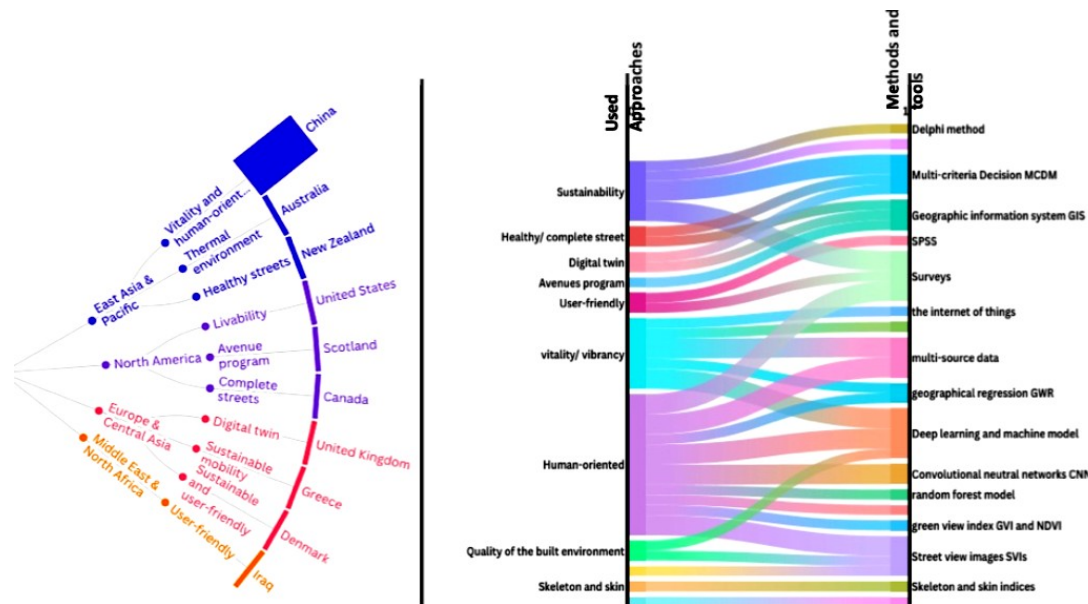 China
Vitality and
human-orient...
Australia
Thermal
environment
New Zealand
Healthy streets
East Asia &
Pacific
United States
Livability
North America
Avenue
program
Scotland
Complete
streets
Canada
Europe &
Central Asia
Digital twin
United Kingdom
Sustainable
mobility
Greece
Sustainable
and
user-friendly
Denmark
Middle East &
North Africa
User-friendly
Iraq
Used
Approaches
Sustainability
Healthy/ complete street
Digital twin
Avenues program
User-friendly
vitality/ vibrancy
Human-oriented
Quality of the built environment
Skeleton and skin
Methods and
tools
1
Delphi method
Multi-criteria Decision MCDM
Geographic information system GIS
SPSS
Surveys
the internet of things
multi-source data
geographical regression GWR
Deep learning and machine model
Convolutional neutral networks CNN
random forest model
green view index GVI and NDVI
Street view images SVIs
Skeleton and skin indices